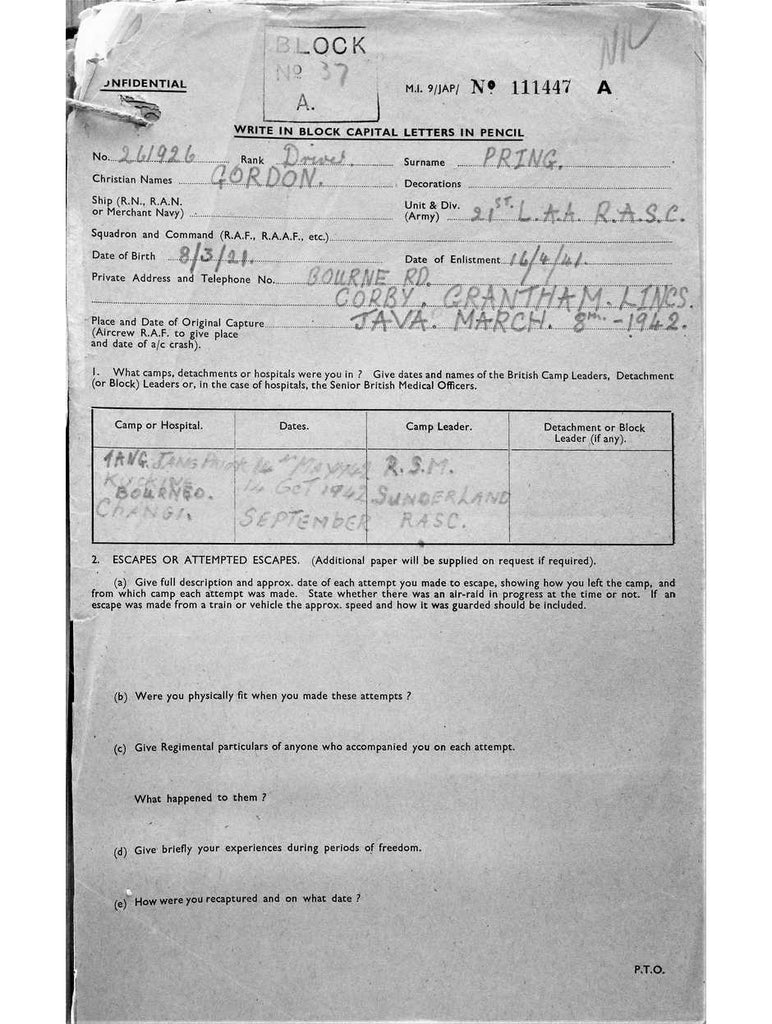 BLOCK
Nº 37
A.
NIL
ONFIDENTIAL
M.I. 9/JAP/ Nº 111447 A
WRITE IN BLOCK CAPITAL LETTERS IN PENCIL
No. 261926 Rank Driver. Surname PRING.
Christian Names GORDON. Decorations
Ship (R.N., R.A.N.
or Merchant Navy)
Unit & Div.
(Army) 21ST. L.A.A. R.A.S.C.
Squadron and Command (R.A.F., R.A.A.F., etc.)
Date of Birth 8/3/21. Date of Enlistment 16/4/41.
Private Address and Telephone No. BOURNE RD.
CORBY. GRANTHAM. LINCS.
Place and Date of Original Capture JAVA. MARCH. 8TH.-1942.
(Aircrew R.A.F. to give place
and date of a/c crash).
1. What camps, detachments or hospitals were you in ? Give dates and names of the British Camp Leaders, Detachment
(or Block) Leaders or, in the case of hospitals, the Senior British Medical Officers.
Camp or Hospital. Dates. Camp Leader. Detachment or Block
Leader (if any).
TANG. JANG 14TH MAY 1942 R.S.M.
BOURNEO. 14 OCT 1942 SUNDERLAND
CHANGI. SEPTEMBER RASC.
2. ESCAPES OR ATTEMPTED ESCAPES. (Additional paper will be supplied on request if required).
(a) Give full description and approx. date of each attempt you made to escape, showing how you left the camp, and
from which camp each attempt was made. State whether there was an air-raid in progress at the time or not. If an
escape was made from a train or vehicle the approx. speed and how it was guarded should be included.
(b) Were you physically fit when you made these attempts ?
(c) Give Regimental particulars of anyone who accompanied you on each attempt.
What happened to them ?
(d) Give briefly your experiences during periods of freedom.
(e) How were you recaptured and on what date ?
P.T.O.